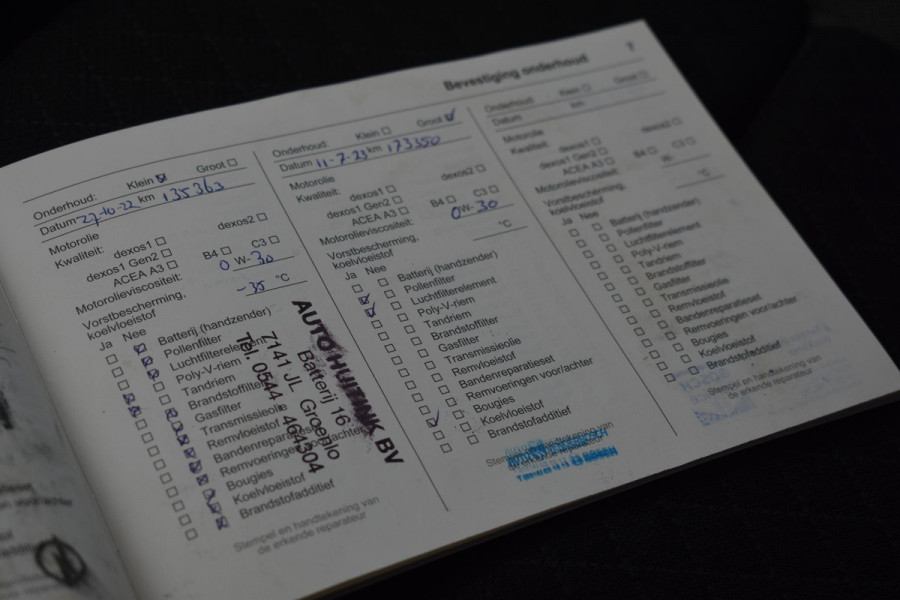 7
Bevestiging onderhoud
Onderhoud: Klein ☑ Groot ☐
Datum 27-10-22 km 135363
Motorolie
Kwaliteit: dexos1 ☐ dexos2 ☐
dexos1 Gen2 ☐ B4 ☐ C3 ☐
ACEA A3 ☐
Motorolieviscositeit: 0 W-30
Vorstbescherming,
koelvloeistof -35 °C
Ja Nee
Batterij (handzender)
Pollenfilter
Luchtfilterelement
Poly-V-riem
Tandriem
Brandstoffilter
Gasfilter
Transmissieolie
Remvloeistof
Bandenreparatieset
Remvoeringen voor/achter
Bougies
Koelvloeistof
Brandstofadditief
Stempel en handtekening van
de erkende reparateur
AUTO HUITINK BV
Batterij 16
7141 JL Groenlo
Tel. 0544 - 464304
Onderhoud: Klein ☐ Groot ☑
Datum 11-7-23 km 173350
Motorolie
Kwaliteit: dexos1 ☐ dexos2 ☐
dexos1 Gen2 ☐ B4 ☐ C3 ☐
ACEA A3 ☐
Motorolieviscositeit: 0W-30
Vorstbescherming,
koelvloeistof °C
Ja Nee
Batterij (handzender)
Pollenfilter
Luchtfilterelement
Poly-V-riem
Tandriem
Brandstoffilter
Gasfilter
Transmissieolie
Remvloeistof
Bandenreparatieset
Remvoeringen voor/achter
Bougies
Koelvloeistof
Brandstofadditief
Stempel en handtekening van
Onderhoud: Klein ☐ Groot ☐
Datum km
Motorolie
Kwaliteit: dexos1 ☐ dexos2 ☐
dexos1 Gen2 ☐ B4 ☐ C3 ☐
ACEA A3 ☐
Motorolieviscositeit: W-
Vorstbescherming,
koelvloeistof °C
Ja Nee
Batterij (handzender)
Pollenfilter
Luchtfilterelement
Poly-V-riem
Tandriem
Brandstoffilter
Gasfilter
Transmissieolie
Remvloeistof
Bandenreparatieset
Remvoeringen voor/achter
Bougies
Koelvloeistof
Brandstofadditief
Stempel en handtekening van
de erkende reparateur